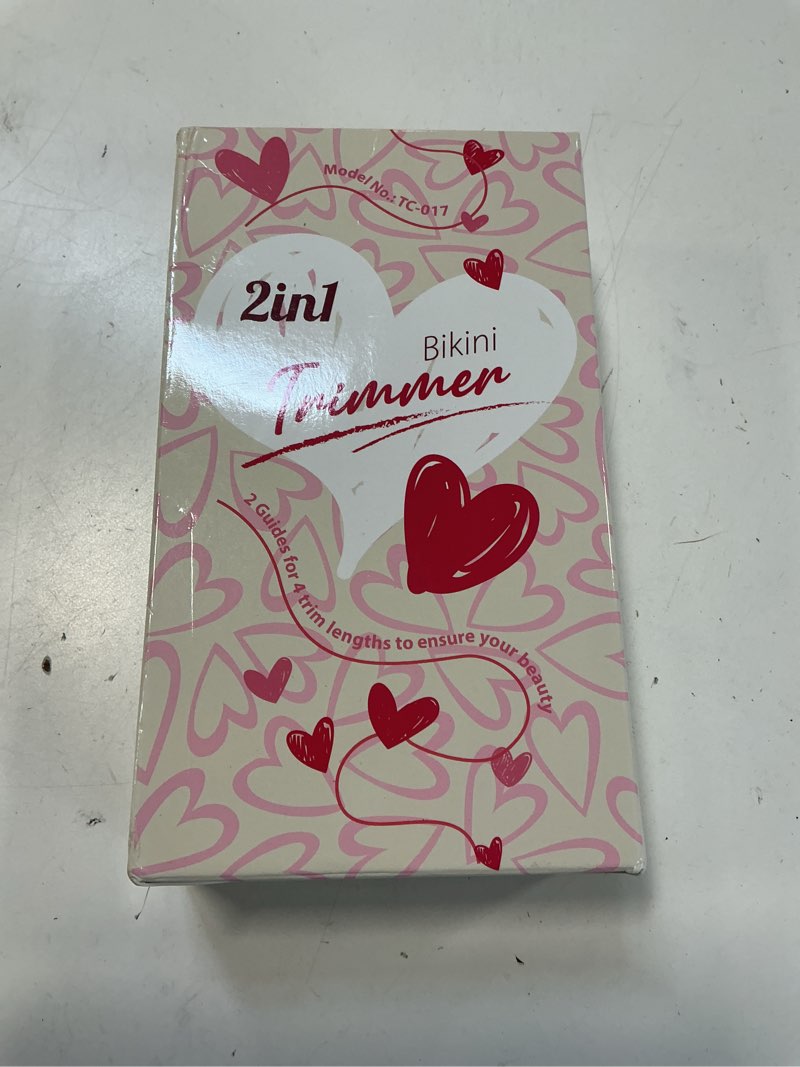 Model No.: TC-017
2in1
Bikini
Trimmer
2 Guides for 4 trim lengths to ensure your beauty